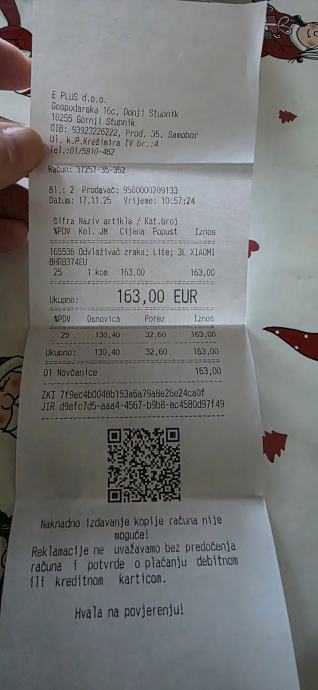 E PLUS d.o.o.
Gospodarska 16c, Donji Stupnik
10255 Gornji Stupnik
OIB: 93923226222, Prod. 35, Samobor
Ul. k.P.Krešimira IV br.:4
Tel.:01/5810-462
Račun: 37257-35-352
Bl.: 2 Prodavač: 9500000209133
Datum: 17.11.25 Vrijeme: 10:57:24
Šifra Naziv artikla / Kat.broj
%PDV Kol. JM Cijena Popust Iznos
165536 Odvlaživač zraka; Lite; 3L XIAOMI
BHR8374EU
25 1 kom 163,00 163,00
Ukupno: 163,00 EUR
%PDV Osnovica Porez Iznos
25 130,40 32,60 163,00
Ukupno: 130,40 32,60 163,00
01 Novčanice 163,00
ZKI 7f9ec4b0040b153a6a79a8e26e24ca0f
JIR d9efc7d5-aaa4-4567-b9b8-ec4580d97f49
Naknadno izdavanje kopije računa nije
moguće!
Reklamacije ne uvažavamo bez predočenja
računa i potvrde o plaćanju debitnom
ili kreditnom karticom.
Hvala na povjerenju!